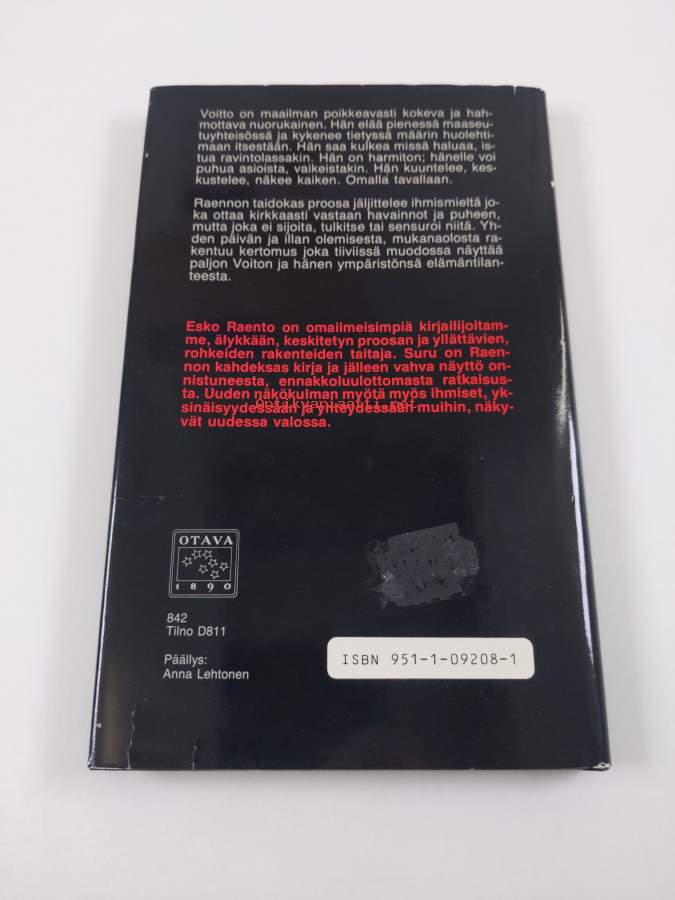 Voitto on maailman poikkeavasti kokeva ja hah-
mottava nuorukainen. Hän elää pienessä maaseu-
tuyhteisössä ja kykenee tietyssä määrin huolehti-
maan itsestään. Hän saa kulkea missä haluaa, is-
tua ravintolassakin. Hän on harmiton; hänelle voi
puhua asioista, vaikeistakin. Hän kuuntelee, kes-
kustelee, näkee kaiken. Omalla tavallaan.
Raennon taidokas proosa jäljittelee ihmismieltä jo-
ka ottaa kirkkaasti vastaan havainnot ja puheen,
mutta joka ei sijoita, tulkitse tai sensuroi niitä. Yh-
den päivän ja illan olemisesta, mukanaolosta ra-
kentuu kertomus joka tiiviissä muodossa näyttää
paljon Voiton ja hänen ympäristönsä elämäntilan-
teesta.
Esko Raento on omailmeisimpiä kirjailijoitam-
me, älykkään, keskitetyn proosan ja yllättävien,
rohkeiden rakenteiden taitaja. Suru on Raen-
non kahdeksas kirja ja jälleen vahva näyttö on-
nistuneesta, ennakkoluulottomasta ratkaisus-
ta. Uuden näkökulman myötä myös ihmiset, yk-
sinäisyydessään ja yhteydessään muihin, näky-
vät uudessa valossa.
OTAVA
1890
842
Tilno D811
Päällys:
Anna Lehtonen
ISBN 951-1-09208-1